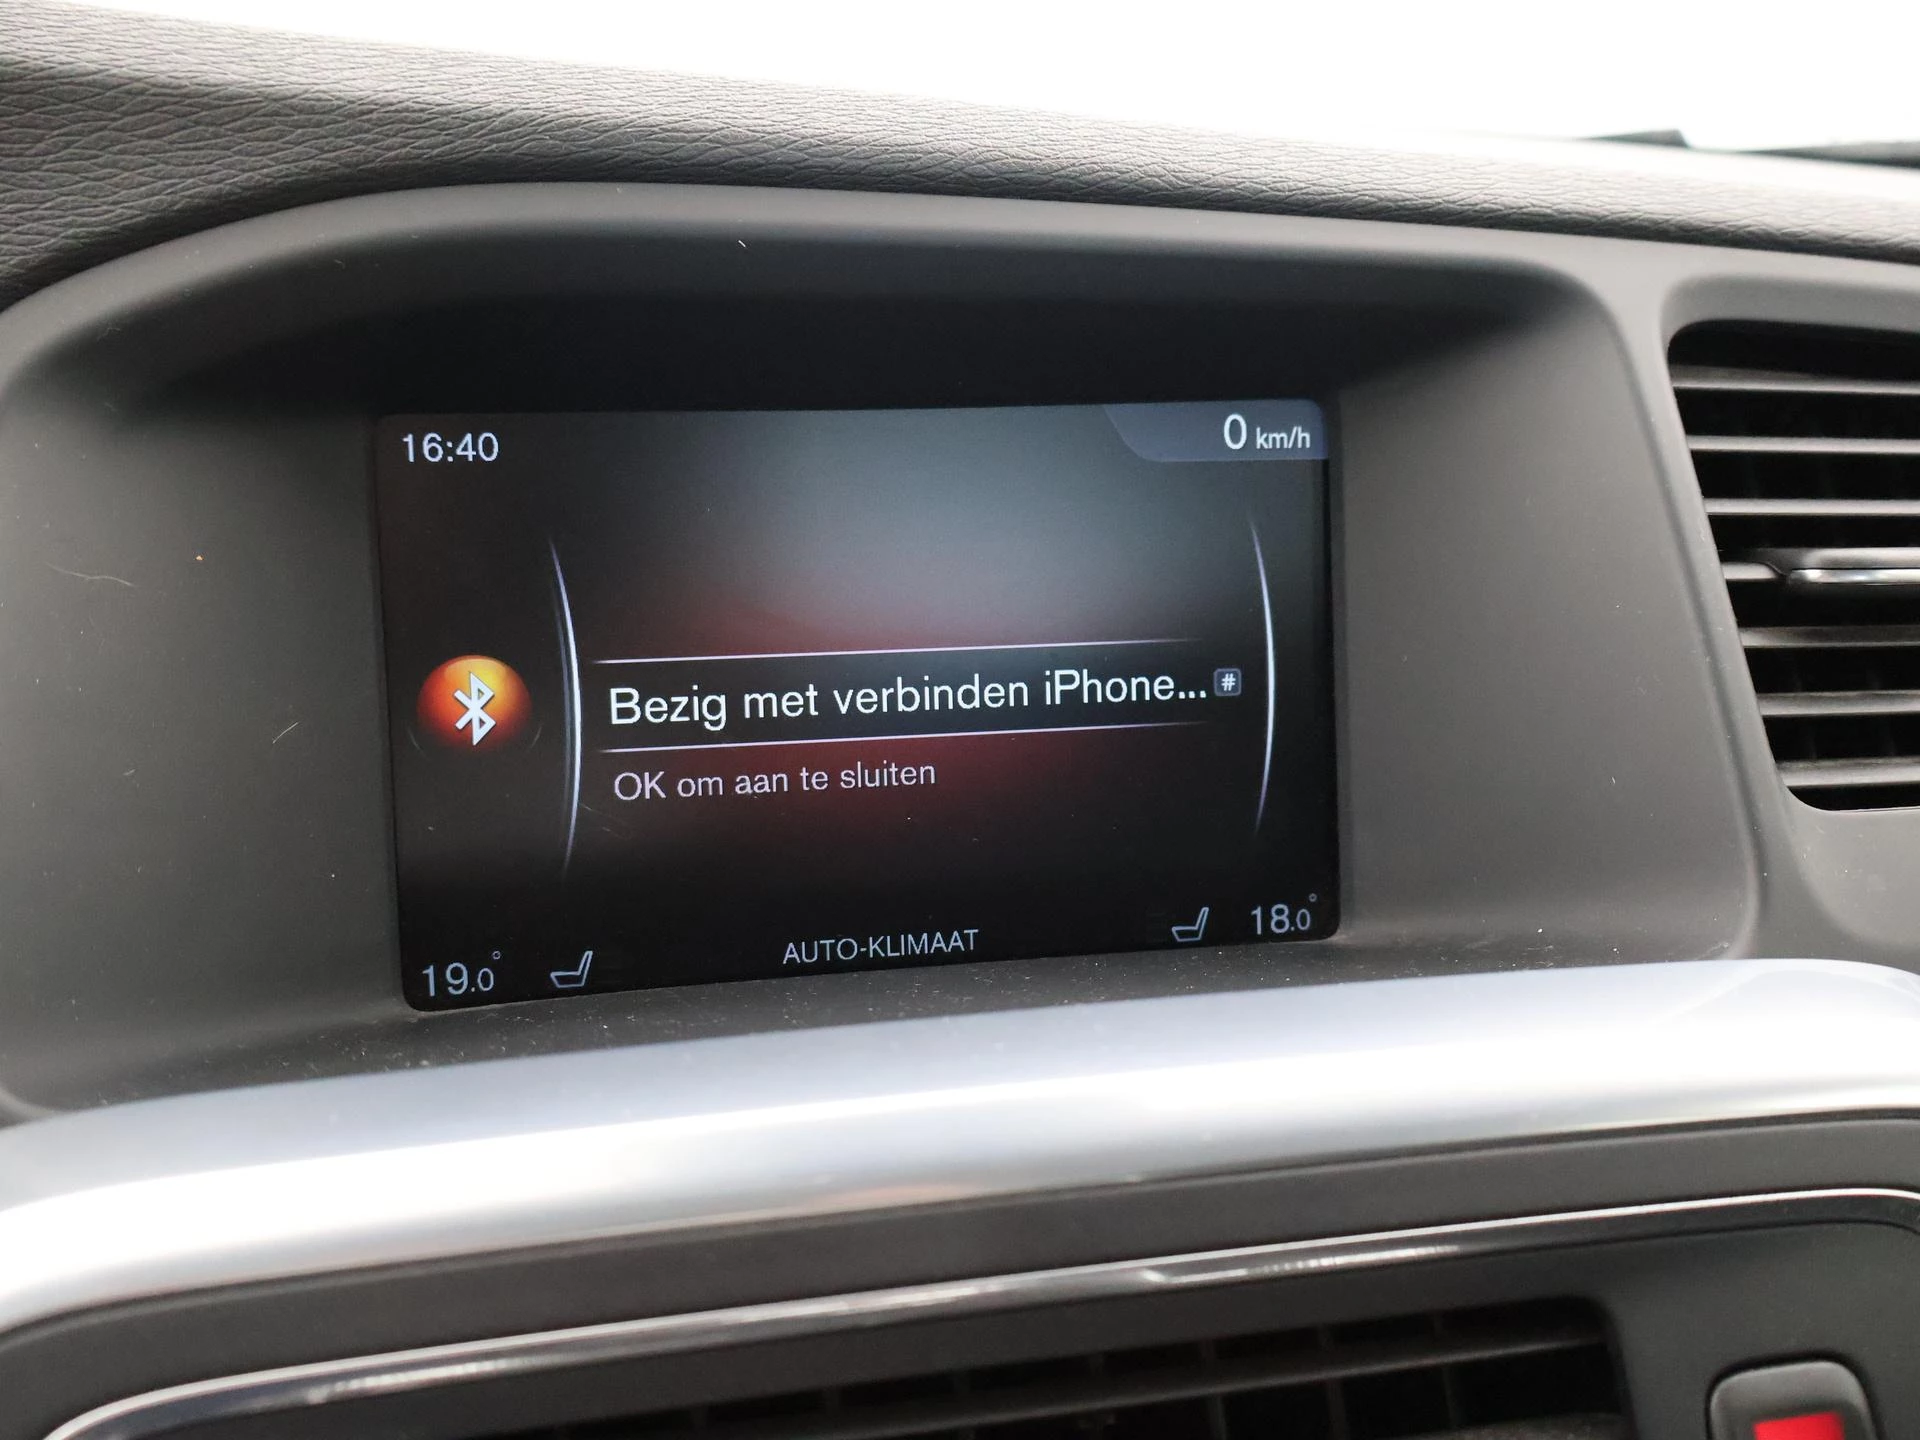 16:40
0 km/h
Bezig met verbinden iPhone... #
OK om aan te sluiten
19.0° AUTO-KLIMAAT 18.0°